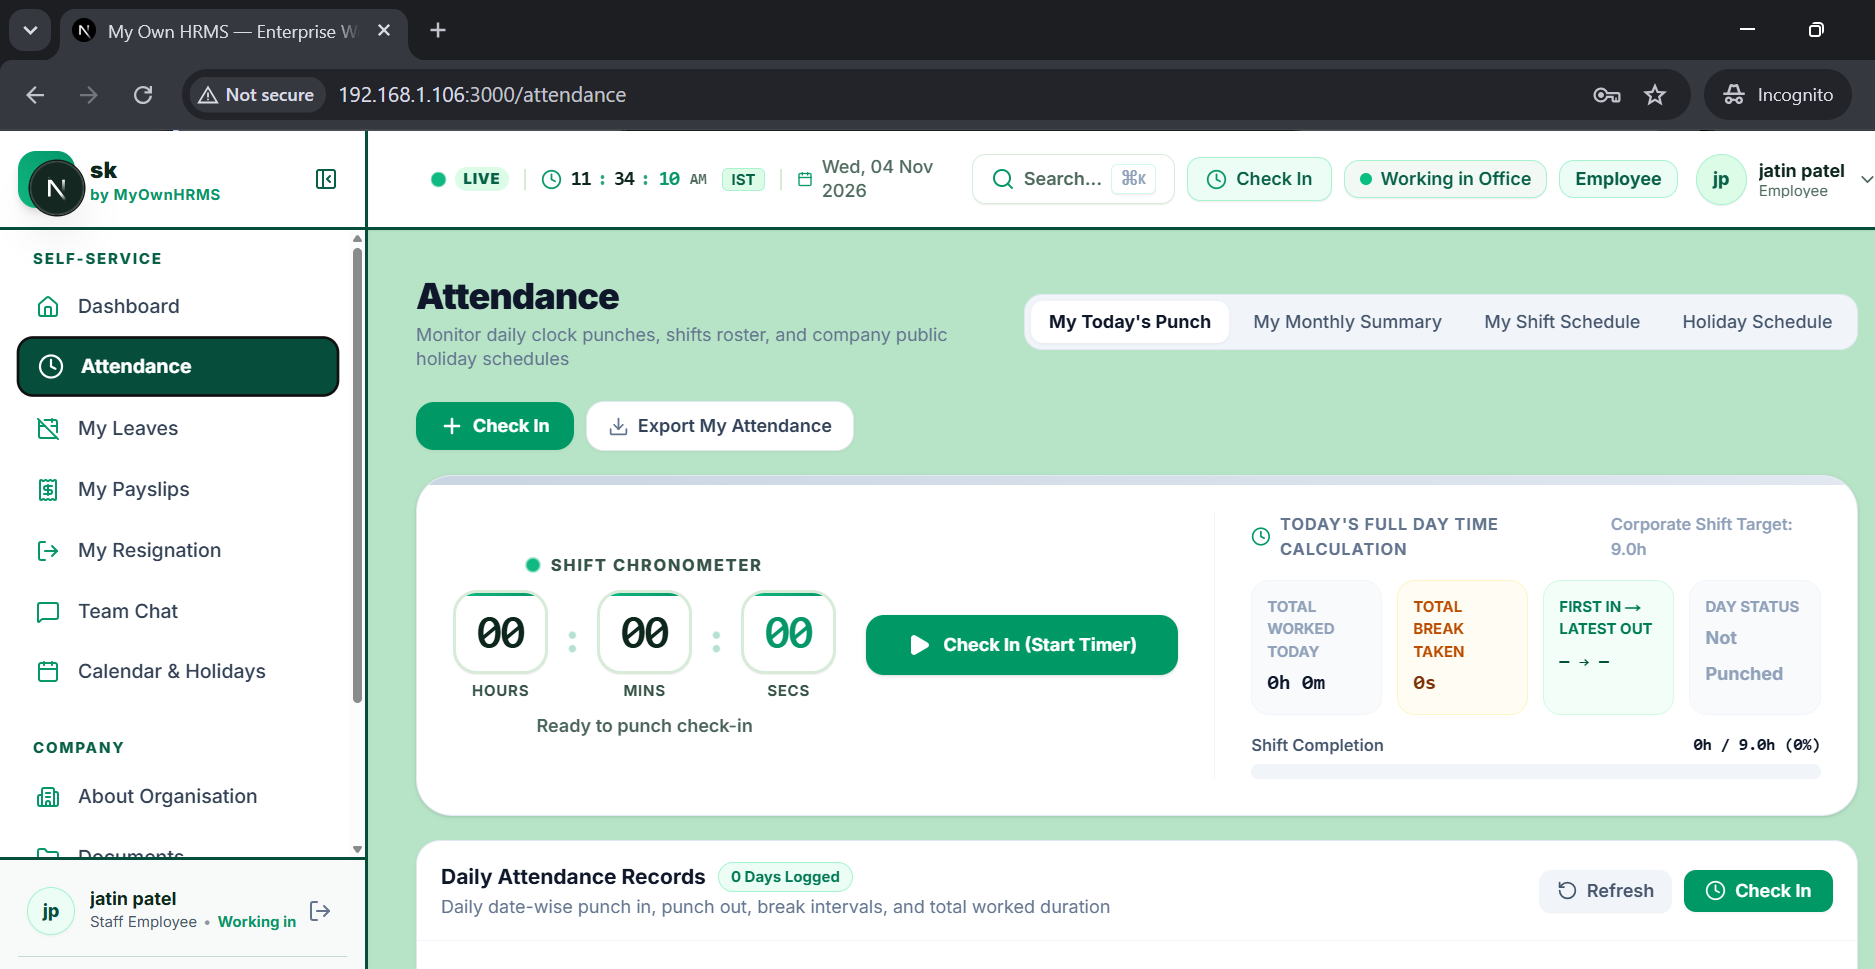 My Own HRMS — Enterprise W
Not secure
192.168.1.106:3000/attendance
Incognito
N
sk
by MyOwnHRMS
LIVE
11 : 34 : 10 AM
IST
Wed, 04 Nov
2026
Search...
⌘K
Check In
Working in Office
Employee
jp
jatin patel
Employee
SELF-SERVICE
Dashboard
Attendance
My Leaves
My Payslips
My Resignation
Team Chat
Calendar & Holidays
COMPANY
About Organisation
Documents
jp
jatin patel
Staff Employee • Working in
Attendance
Monitor daily clock punches, shifts roster, and company public
holiday schedules
My Today's Punch
My Monthly Summary
My Shift Schedule
Holiday Schedule
Check In
Export My Attendance
SHIFT CHRONOMETER
00 : 00 : 00
HOURS MINS SECS
Ready to punch check-in
Check In (Start Timer)
TODAY'S FULL DAY TIME
CALCULATION
Corporate Shift Target:
9.0h
TOTAL
WORKED
TODAY
0h 0m
TOTAL
BREAK
TAKEN
0s
FIRST IN →
LATEST OUT
— → —
DAY STATUS
Not
Punched
Shift Completion
0h / 9.0h (0%)
Daily Attendance Records
0 Days Logged
Daily date-wise punch in, punch out, break intervals, and total worked duration
Refresh
Check In